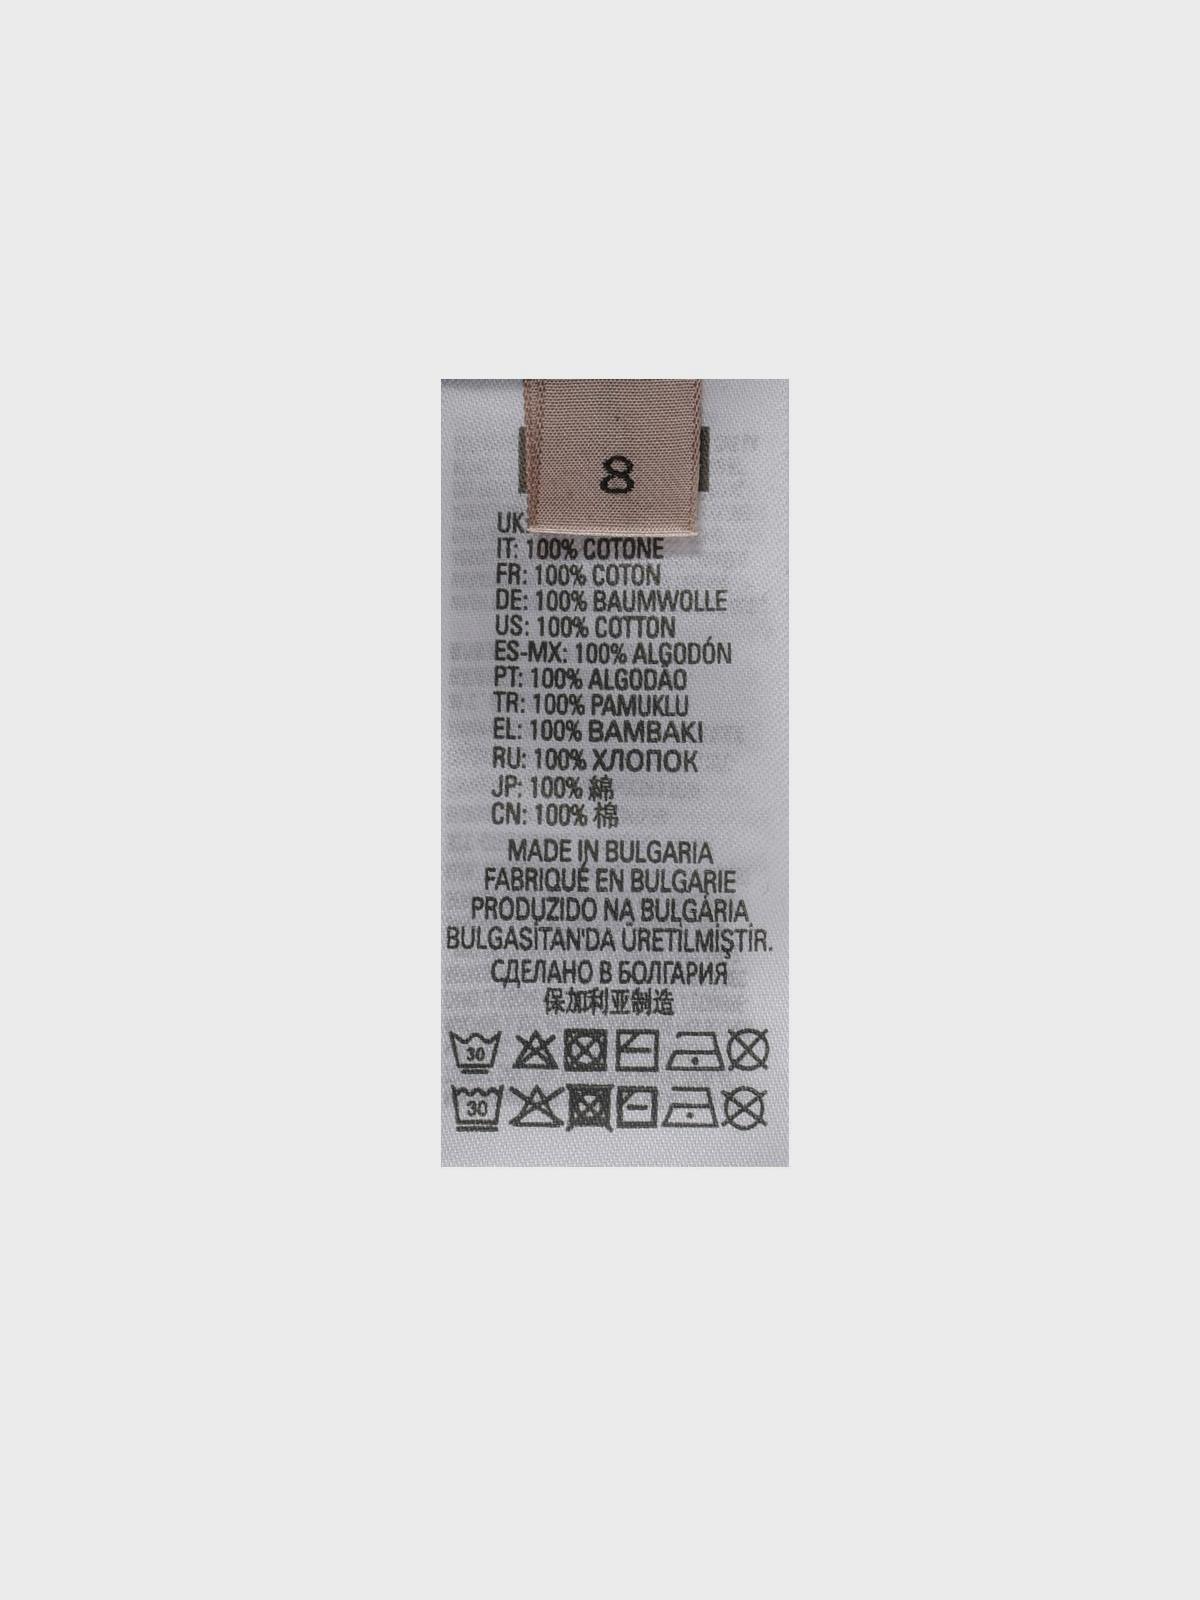 8
UK:
IT: 100% COTONE
FR: 100% COTON
DE: 100% BAUMWOLLE
US: 100% COTTON
ES-MX: 100% ALGODÓN
PT: 100% ALGODÃO
TR: 100% PAMUKLU
EL: 100% BAMBAKI
RU: 100% ХЛОПОК
JP: 100% 綿
CN: 100% 棉
MADE IN BULGARIA
FABRIQUÉ EN BULGARIE
PRODUZIDO NA BULGÁRIA
BULGASİTAN'DA ÜRETİLMİŞTİR.
СДЕЛАНО В БОЛГАРИЯ
保加利亚制造
30
30